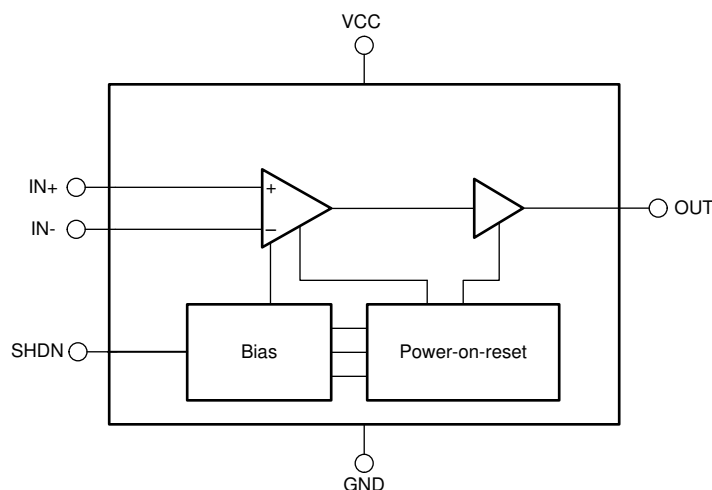 VCC
IN+
+
IN-
–
OUT
SHDN
Bias
Power-on-reset
GND